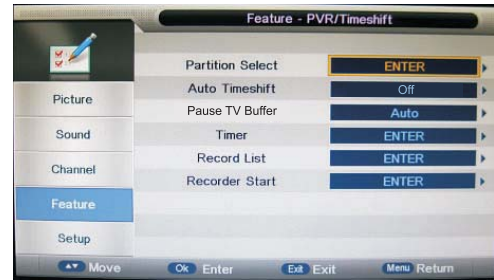 Feature - PVR/Timeshift
Partition Select ENTER
Auto Timeshift Off
Pause TV Buffer Auto
Timer ENTER
Record List ENTER
Recorder Start ENTER
Picture
Sound
Channel
Feature
Setup
Move Ok Enter Exit Exit Menu Return